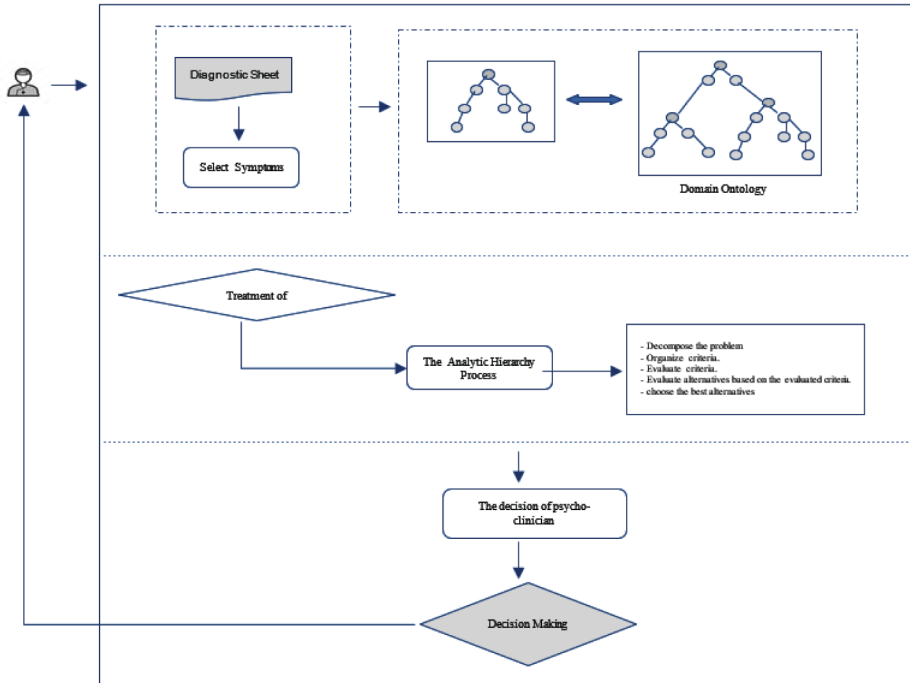 Diagnostic Sheet
Select Symptoms
Domain Ontology
Treatment of
The Analytic Hierarchy
Process
- Decompose the problem
- Organize criteria.
- Evaluate criteria.
- Evaluate alternatives based on the evaluated criteria.
- choose the best alternatives
The decision of psycho-
clinician
Decision Making